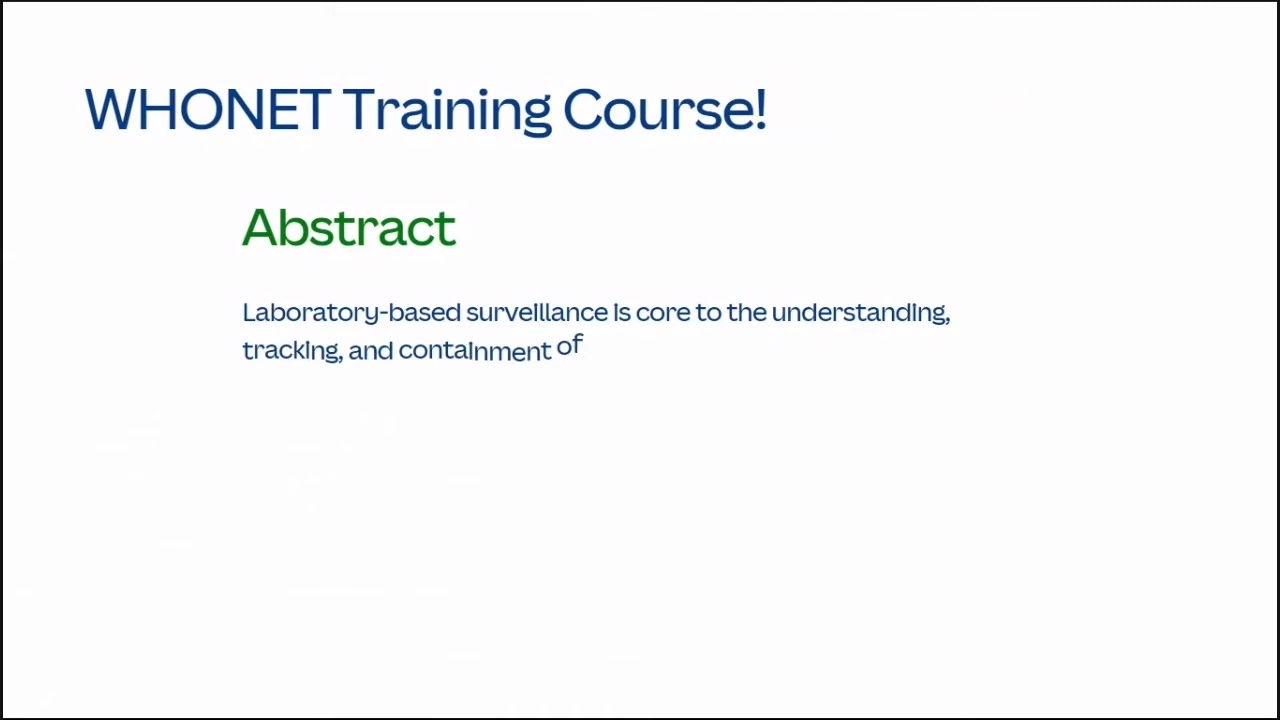 WHONET Training Course!
Abstract
Laboratory-based surveillance is core to the understanding,
tracking, and containment of